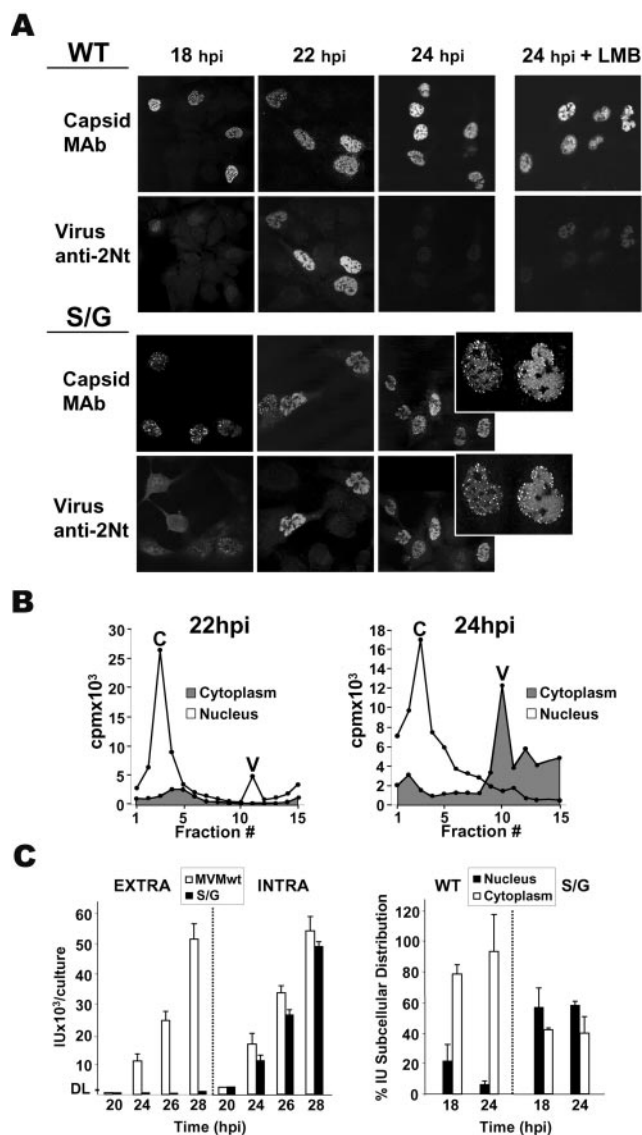 A
WT
18 hpi 22 hpi 24 hpi 24 hpi + LMB
Capsid
MAb
Virus
anti-2Nt
S/G
Capsid
MAb
Virus
anti-2Nt
B
22hpi 24hpi
cpmx10³
30
25
20
15
10
5
0
C
V
Cytoplasm
Nucleus
1 5 10 15
Fraction #
cpmx10³
18
16
14
12
10
8
6
4
2
0
C
V
Cytoplasm
Nucleus
1 5 10 15
Fraction #
C
EXTRA INTRA
MVMwt
S/G
IUx10³/culture
60
50
40
30
20
10
DL
20 24 26 28 20 24 26 28
Time (hpi)
WT S/G
Nucleus
Cytoplasm
% IU Subcellular Distribution
120
100
80
60
40
20
0
18 24 18 24
Time (hpi)